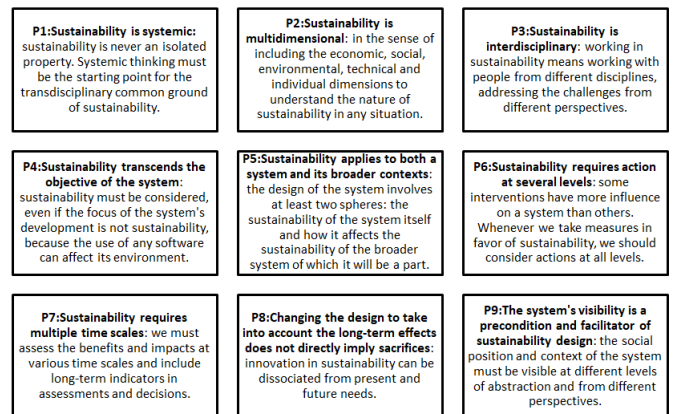 P1:Sustainability is systemic:
sustainability is never an isolated
property. Systemic thinking must
be the starting point for the
transdisciplinary common ground
of sustainability.
P2:Sustainability is
multidimensional: in the sense of
including the economic, social,
environmental, technical and
individual dimensions to
understand the nature of
sustainability in any situation.
P3:Sustainability is
interdisciplinary: working in
sustainability means working with
people from different disciplines,
addressing the challenges from
different perspectives.
P4:Sustainability transcends the
objective of the system:
sustainability must be considered,
even if the focus of the system's
development is not sustainability,
because the use of any software
can affect its environment.
P5:Sustainability applies to both a
system and its broader contexts:
the design of the system involves
at least two spheres: the
sustainability of the system itself
and how it affects the
sustainability of the broader
system of which it will be a part.
P6:Sustainability requires action
at several levels: some
interventions have more influence
on a system than others.
Whenever we take measures in
favor of sustainability, we should
consider actions at all levels.
P7:Sustainability requires
multiple time scales: we must
assess the benefits and impacts at
various time scales and include
long-term indicators in
assessments and decisions.
P8:Changing the design to take
into account the long-term effects
does not directly imply sacrifices:
innovation in sustainability can be
dissociated from present and
future needs.
P9:The system's visibility is a
precondition and facilitator of
sustainability design: the social
position and context of the system
must be visible at different levels
of abstraction and from different
perspectives.